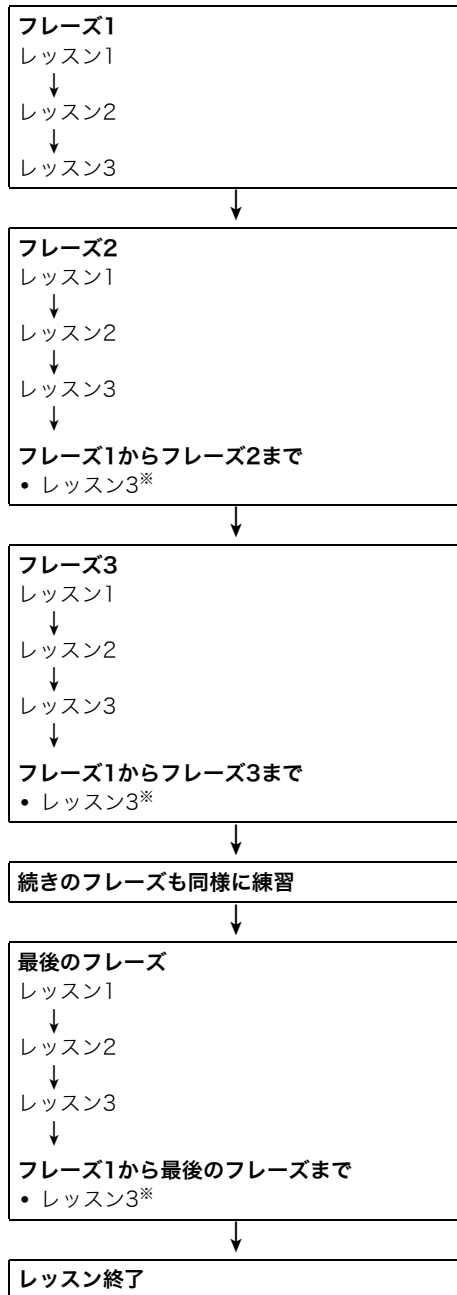 フレーズ1
レッスン1
↓
レッスン2
↓
レッスン3
↓
フレーズ2
レッスン1
↓
レッスン2
↓
レッスン3
↓
フレーズ1からフレーズ2まで
• レッスン3※
↓
フレーズ3
レッスン1
↓
レッスン2
↓
レッスン3
↓
フレーズ1からフレーズ3まで
• レッスン3※
↓
続きのフレーズも同様に練習
↓
最後のフレーズ
レッスン1
↓
レッスン2
↓
レッスン3
↓
フレーズ1から最後のフレーズまで
• レッスン3※
↓
レッスン終了